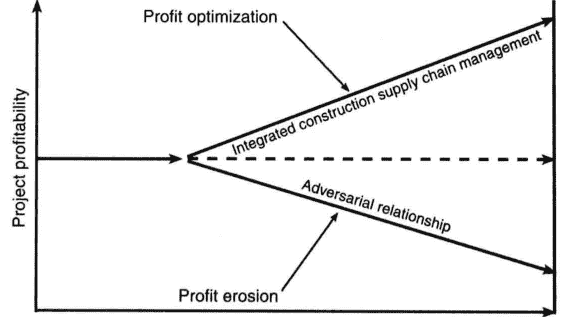 Profit optimization
Integrated construction supply chain management
Project profitability
Adversarial relationship
Profit erosion